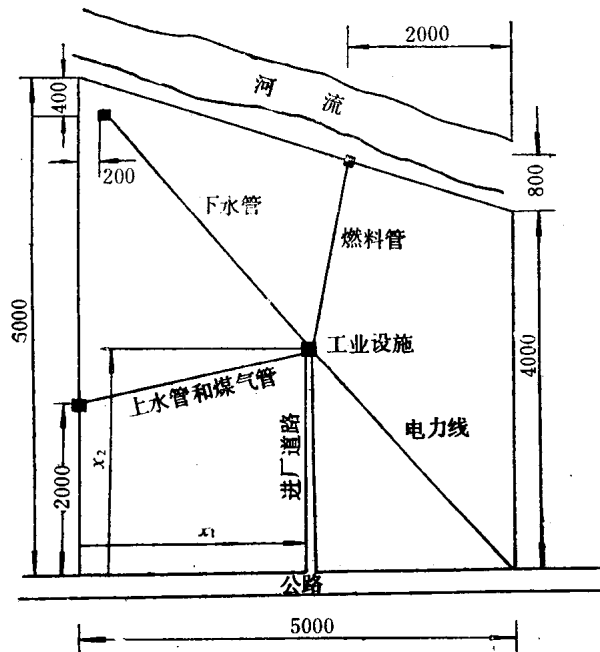 2000
河流
400
200
800
下水管
燃料管
6000
工业设施
4000
上水管和煤气管
电力线
进厂道路
2000
x₂
x₁
公路
5000